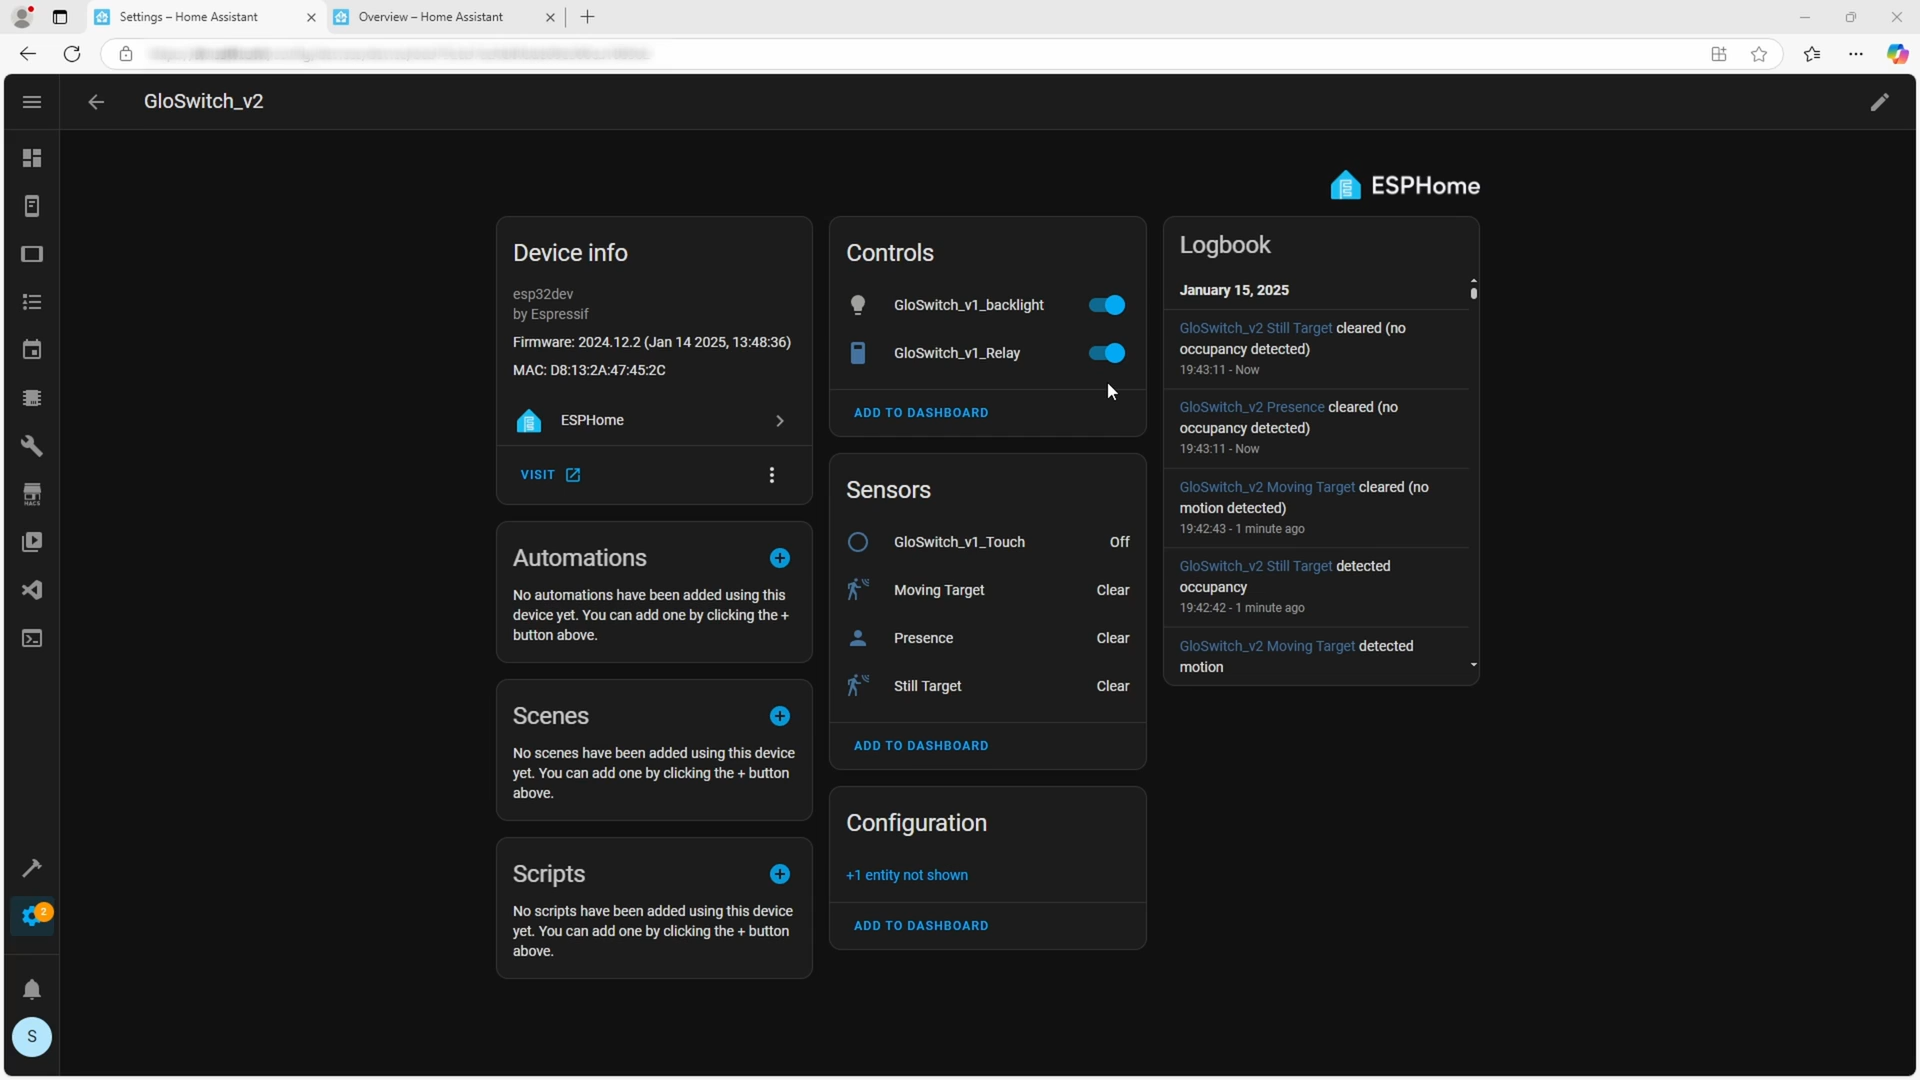 Settings – Home Assistant
Overview – Home Assistant
GloSwitch_v2
ESPHome
Device info
esp32dev
by Espressif
Firmware: 2024.12.2 (Jan 14 2025, 13:48:36)
MAC: D8:13:2A:47:45:2C
ESPHome
VISIT
Automations
No automations have been added using this
device yet. You can add one by clicking the +
button above.
Scenes
No scenes have been added using this device
yet. You can add one by clicking the + button
above.
Scripts
No scripts have been added using this device
yet. You can add one by clicking the + button
above.
Controls
GloSwitch_v1_backlight
GloSwitch_v1_Relay
ADD TO DASHBOARD
Sensors
GloSwitch_v1_Touch Off
Moving Target Clear
Presence Clear
Still Target Clear
ADD TO DASHBOARD
Configuration
+1 entity not shown
ADD TO DASHBOARD
Logbook
January 15, 2025
GloSwitch_v2 Still Target cleared (no
occupancy detected)
19:43:11 - Now
GloSwitch_v2 Presence cleared (no
occupancy detected)
19:43:11 - Now
GloSwitch_v2 Moving Target cleared (no
motion detected)
19:42:43 - 1 minute ago
GloSwitch_v2 Still Target detected
occupancy
19:42:42 - 1 minute ago
GloSwitch_v2 Moving Target detected
motion
HACS
2
S